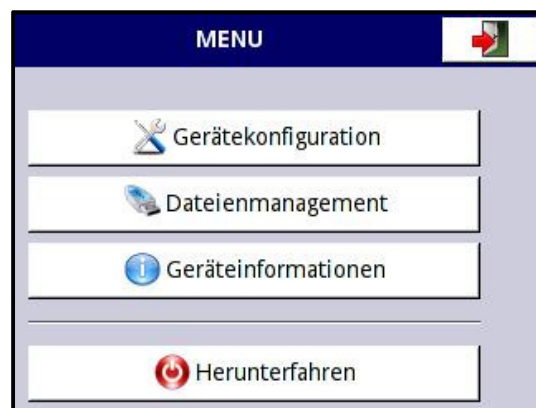 MENU
Gerätekonfiguration
Dateienmanagement
Geräteinformationen
Herunterfahren